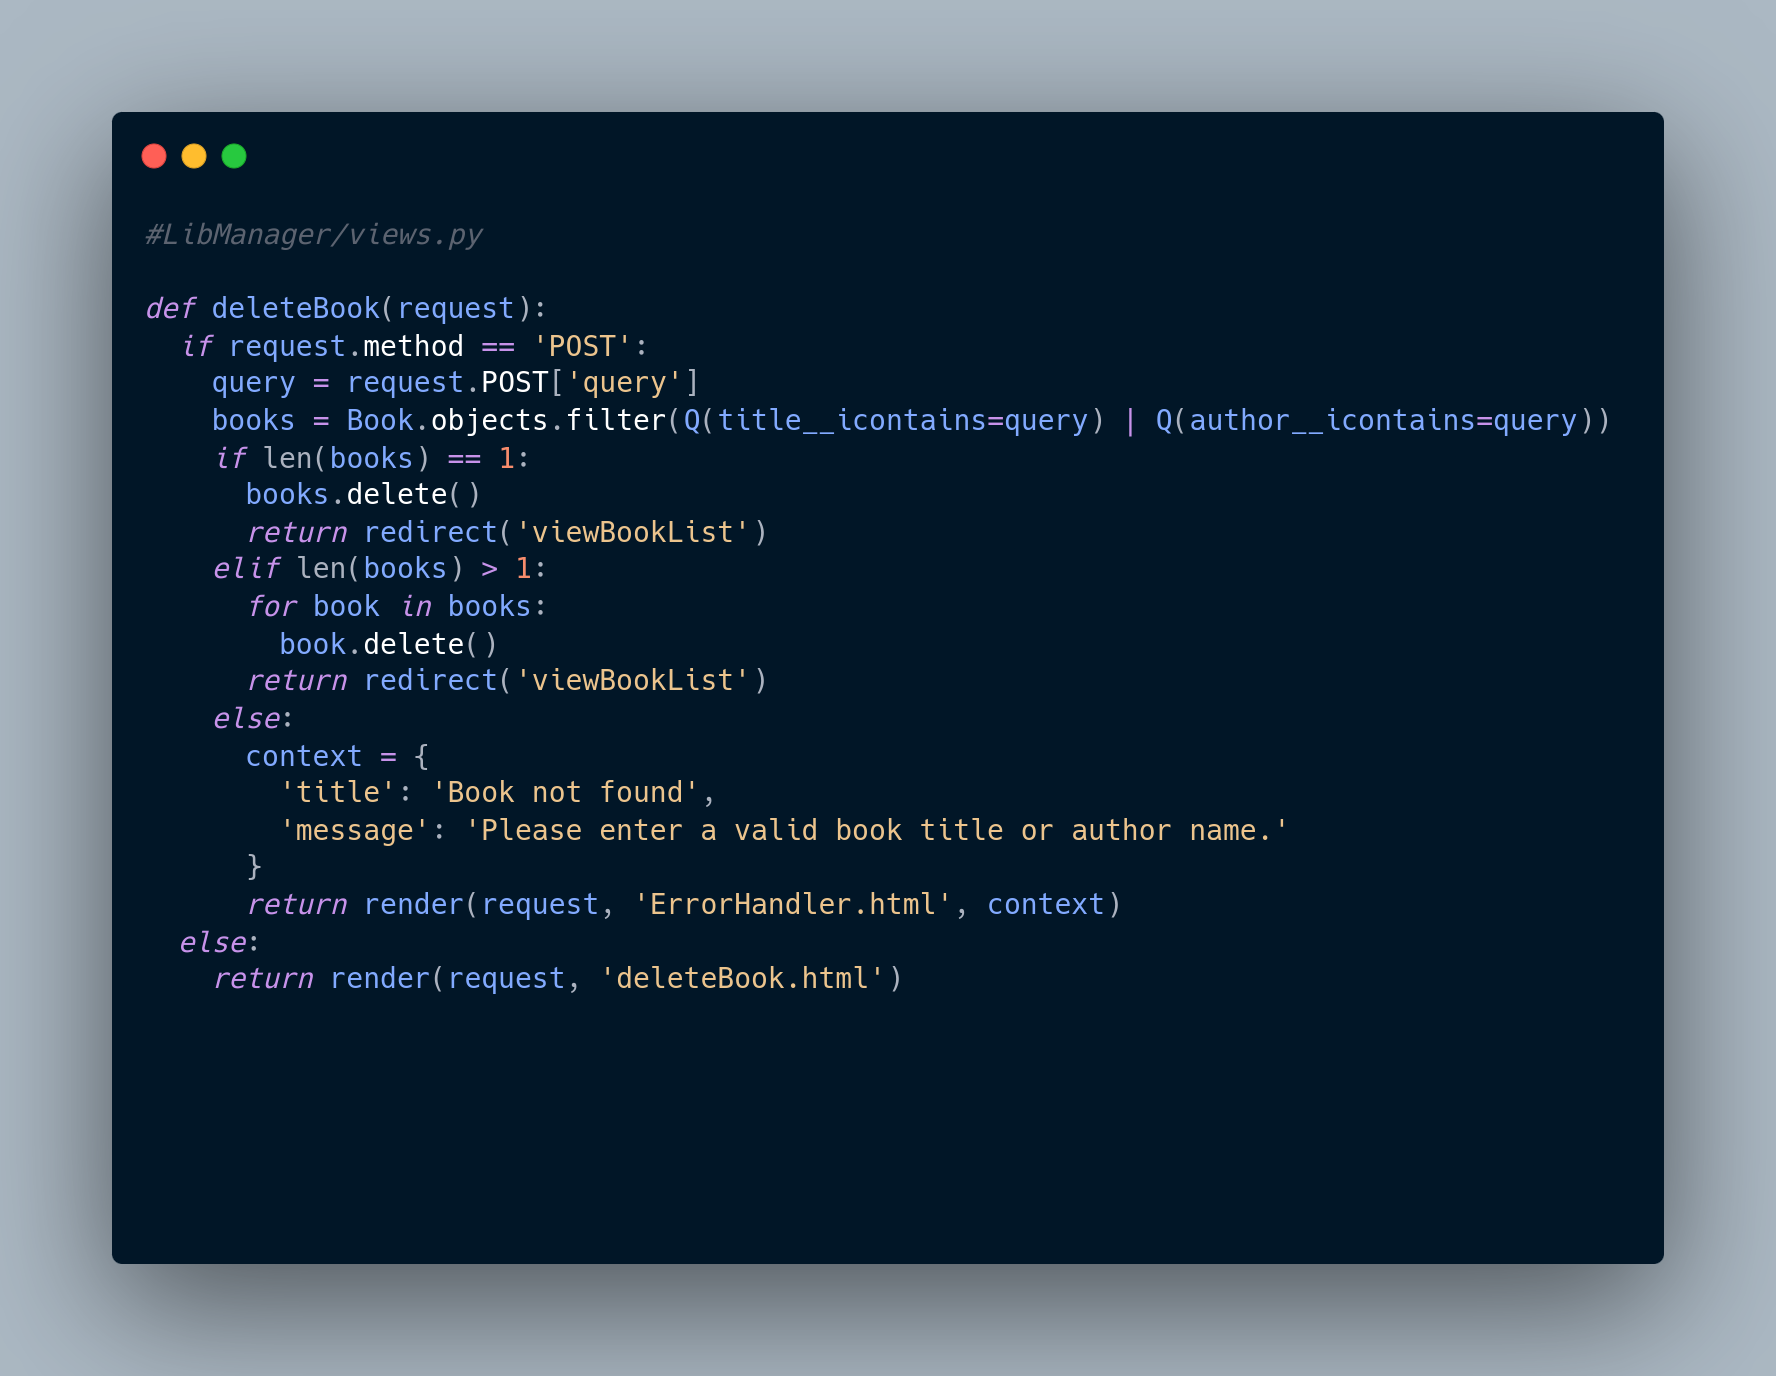 #LibManager/views.py
def deleteBook(request):
  if request.method == 'POST':
    query = request.POST['query']
    books = Book.objects.filter(Q(title__icontains=query) | Q(author__icontains=query))
    if len(books) == 1:
      books.delete()
      return redirect('viewBookList')
    elif len(books) > 1:
      for book in books:
        book.delete()
      return redirect('viewBookList')
    else:
      context = {
        'title': 'Book not found',
        'message': 'Please enter a valid book title or author name.'
      }
      return render(request, 'ErrorHandler.html', context)
  else:
    return render(request, 'deleteBook.html')